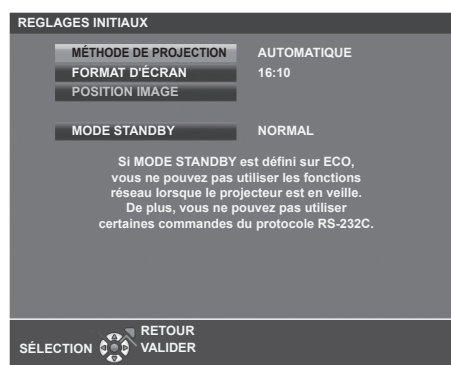 REGLAGES INITIAUX
MÉTHODE DE PROJECTION AUTOMATIQUE
FORMAT D'ÉCRAN 16:10
POSITION IMAGE
MODE STANDBY NORMAL
Si MODE STANDBY est défini sur ECO,
vous ne pouvez pas utiliser les fonctions
réseau lorsque le projecteur est en veille.
De plus, vous ne pouvez pas utiliser
certaines commandes du protocole RS-232C.
RETOUR
SÉLECTION VALIDER